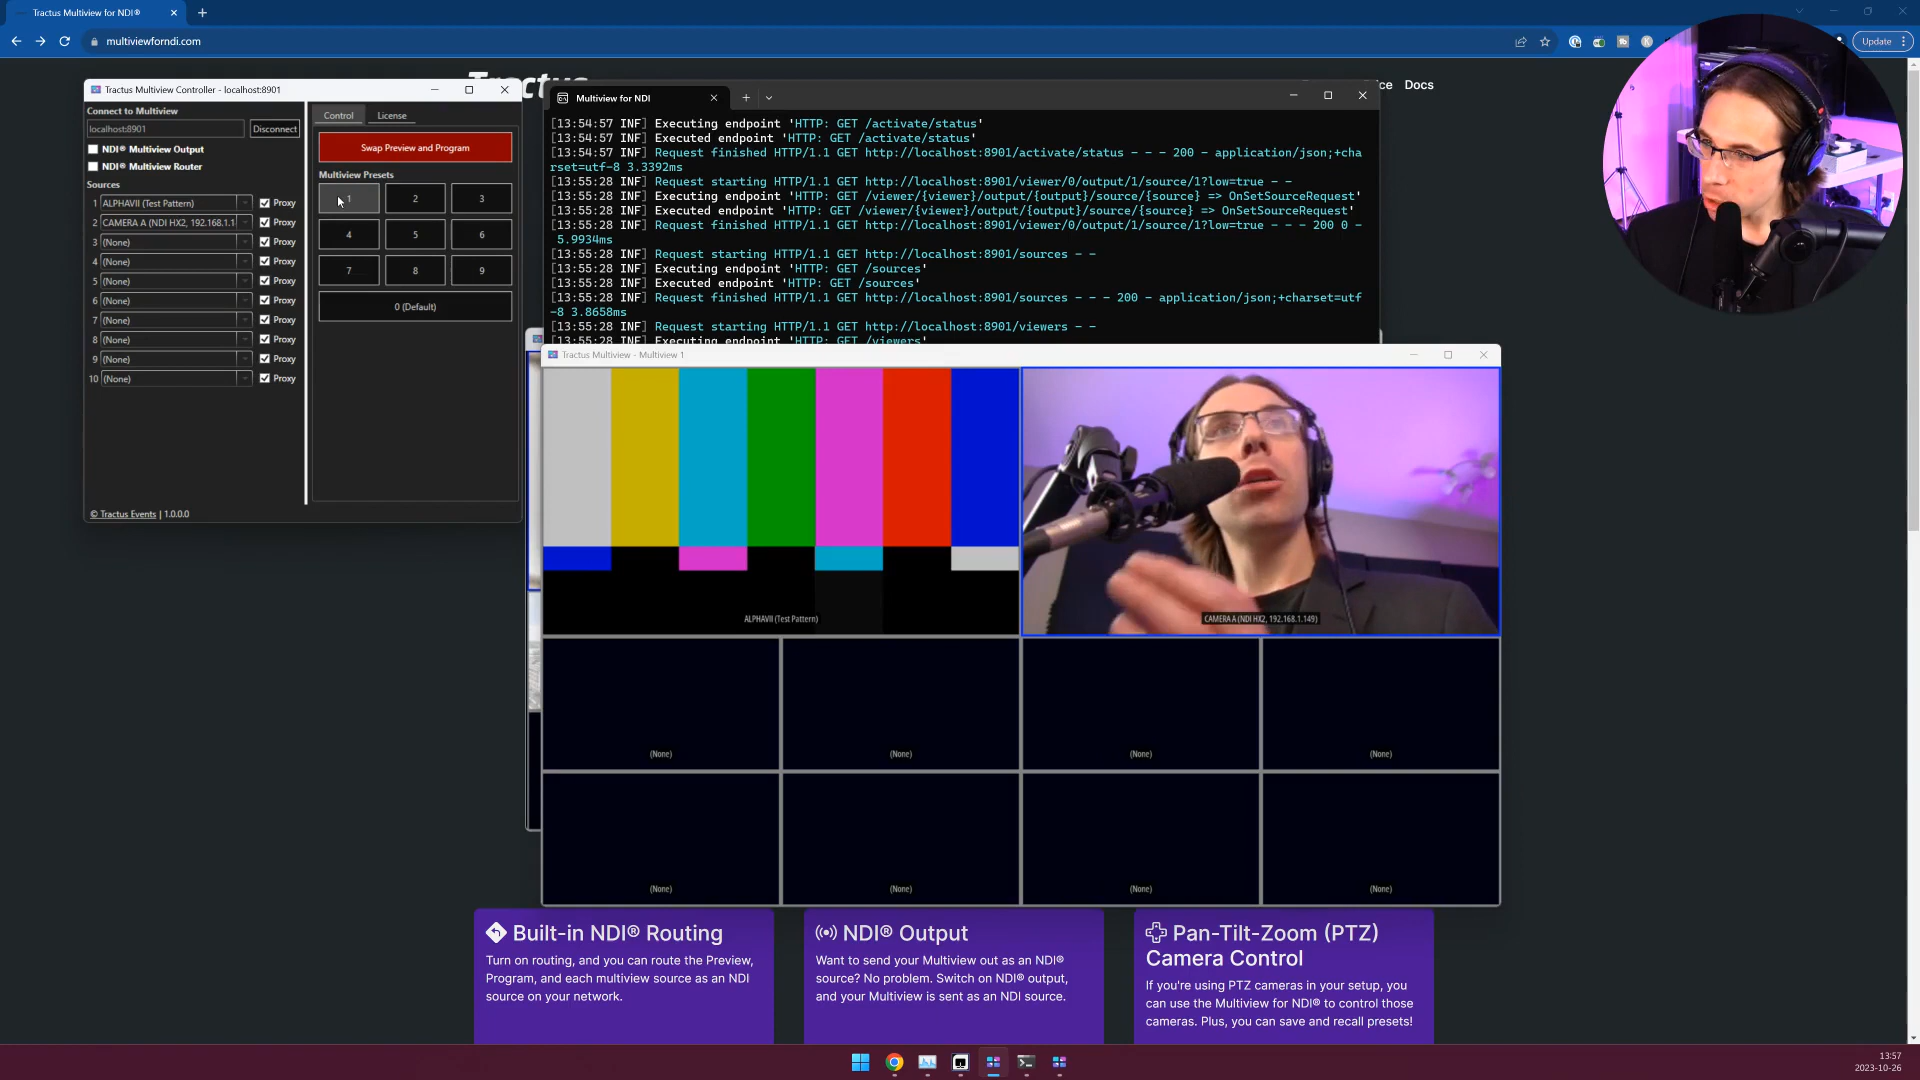 Tractus Multiview for NDI®
multiviewforndi.com
Update
Tractus
Docs
Tractus Multiview Controller - localhost:8901
Connect to Multiview
localhost:8901
Disconnect
NDI® Multiview Output
NDI® Multiview Router
Sources
1 ALPHAVII (Test Pattern) Proxy
2 CAMERA A (NDI HX2, 192.168.1.1 Proxy
3 (None) Proxy
4 (None) Proxy
5 (None) Proxy
6 (None) Proxy
7 (None) Proxy
8 (None) Proxy
9 (None) Proxy
10 (None) Proxy
© Tractus Events | 1.0.0.0
Control License
Swap Preview and Program
Multiview Presets
1 2 3
4 5 6
7 8 9
0 (Default)
Multiview for NDI
[13:54:57 INF] Executing endpoint 'HTTP: GET /activate/status'
[13:54:57 INF] Executed endpoint 'HTTP: GET /activate/status'
[13:54:57 INF] Request finished HTTP/1.1 GET http://localhost:8901/activate/status - - - 200 - application/json;+cha
rset=utf-8 3.3392ms
[13:55:28 INF] Request starting HTTP/1.1 GET http://localhost:8901/viewer/0/output/1/source/1?low=true - -
[13:55:28 INF] Executing endpoint 'HTTP: GET /viewer/{viewer}/output/{output}/source/{source} => OnSetSourceRequest'
[13:55:28 INF] Executed endpoint 'HTTP: GET /viewer/{viewer}/output/{output}/source/{source} => OnSetSourceRequest'
[13:55:28 INF] Request finished HTTP/1.1 GET http://localhost:8901/viewer/0/output/1/source/1?low=true - - - 200 0 -
5.9934ms
[13:55:28 INF] Request starting HTTP/1.1 GET http://localhost:8901/sources - -
[13:55:28 INF] Executing endpoint 'HTTP: GET /sources'
[13:55:28 INF] Executed endpoint 'HTTP: GET /sources'
[13:55:28 INF] Request finished HTTP/1.1 GET http://localhost:8901/sources - - - 200 - application/json;+charset=utf
-8 3.8658ms
[13:55:28 INF] Request starting HTTP/1.1 GET http://localhost:8901/viewers - -
[13:55:28 INF] Executing endpoint 'HTTP: GET /viewers'
Tractus Multiview - Multiview 1
ALPHAVII (Test Pattern)
CAMERA A (NDI HX2, 192.168.1.149)
(None) (None) (None) (None)
(None) (None) (None) (None)
Built-in NDI® Routing
Turn on routing, and you can route the Preview,
Program, and each multiview source as an NDI
source on your network.
NDI® Output
Want to send your Multiview out as an NDI®
source? No problem. Switch on NDI® output,
and your Multiview is sent as an NDI source.
Pan-Tilt-Zoom (PTZ)
Camera Control
If you're using PTZ cameras in your setup, you
can use the Multiview for NDI® to control those
cameras. Plus, you can save and recall presets!
13:57
2023-10-26